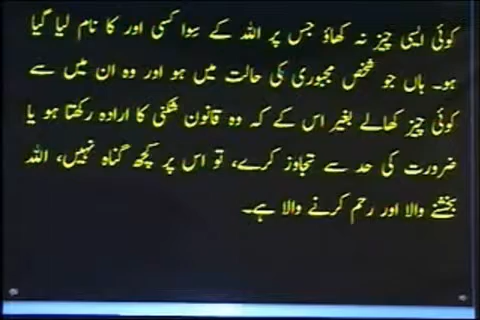 کوئی ایسی چیز نہ کھاؤ جس پر اللہ کے سِوا کسی اور کا نام لیا گیا
ہو۔ ہاں جو شخص مجبوری کی حالت میں ہو اور وہ ان میں سے
کوئی چیز کھالے بغیر اس کے کہ وہ قانون شکنی کا ارادہ رکھتا ہو یا
ضرورت کی حد سے تجاوز کرے، تو اس پر کچھ گناہ نہیں، اللہ
بخشنے والا اور رحم کرنے والا ہے۔